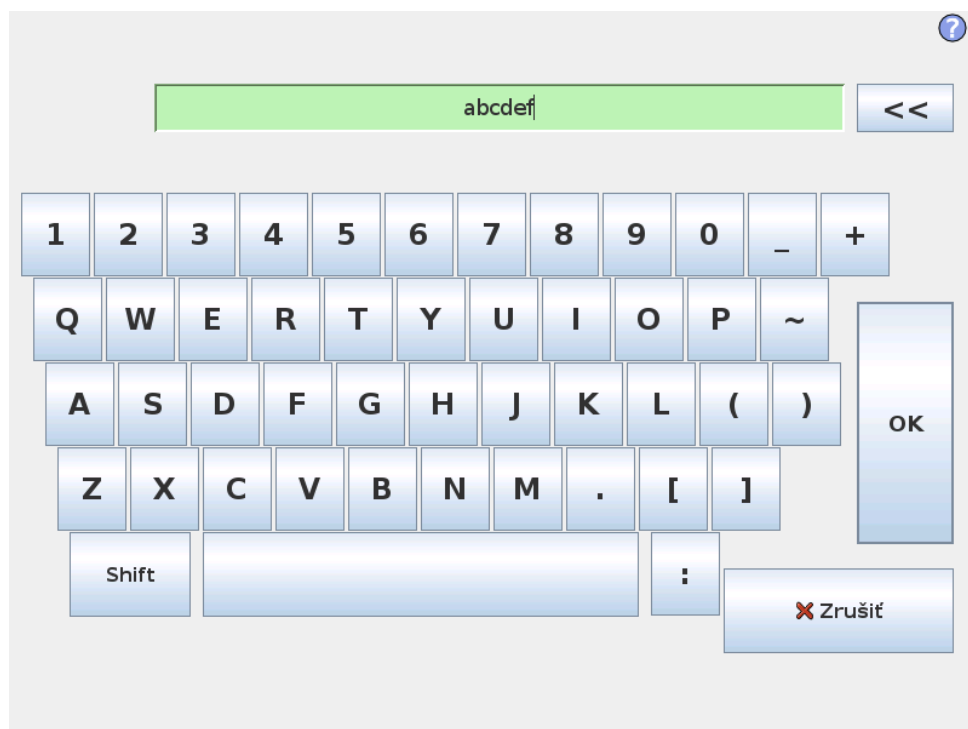 ?
abcdef
<<
1 2 3 4 5 6 7 8 9 0 _ +
Q W E R T Y U I O P ~
A S D F G H J K L ( )
OK
Z X C V B N M . [ ]
Shift :
Zrušiť